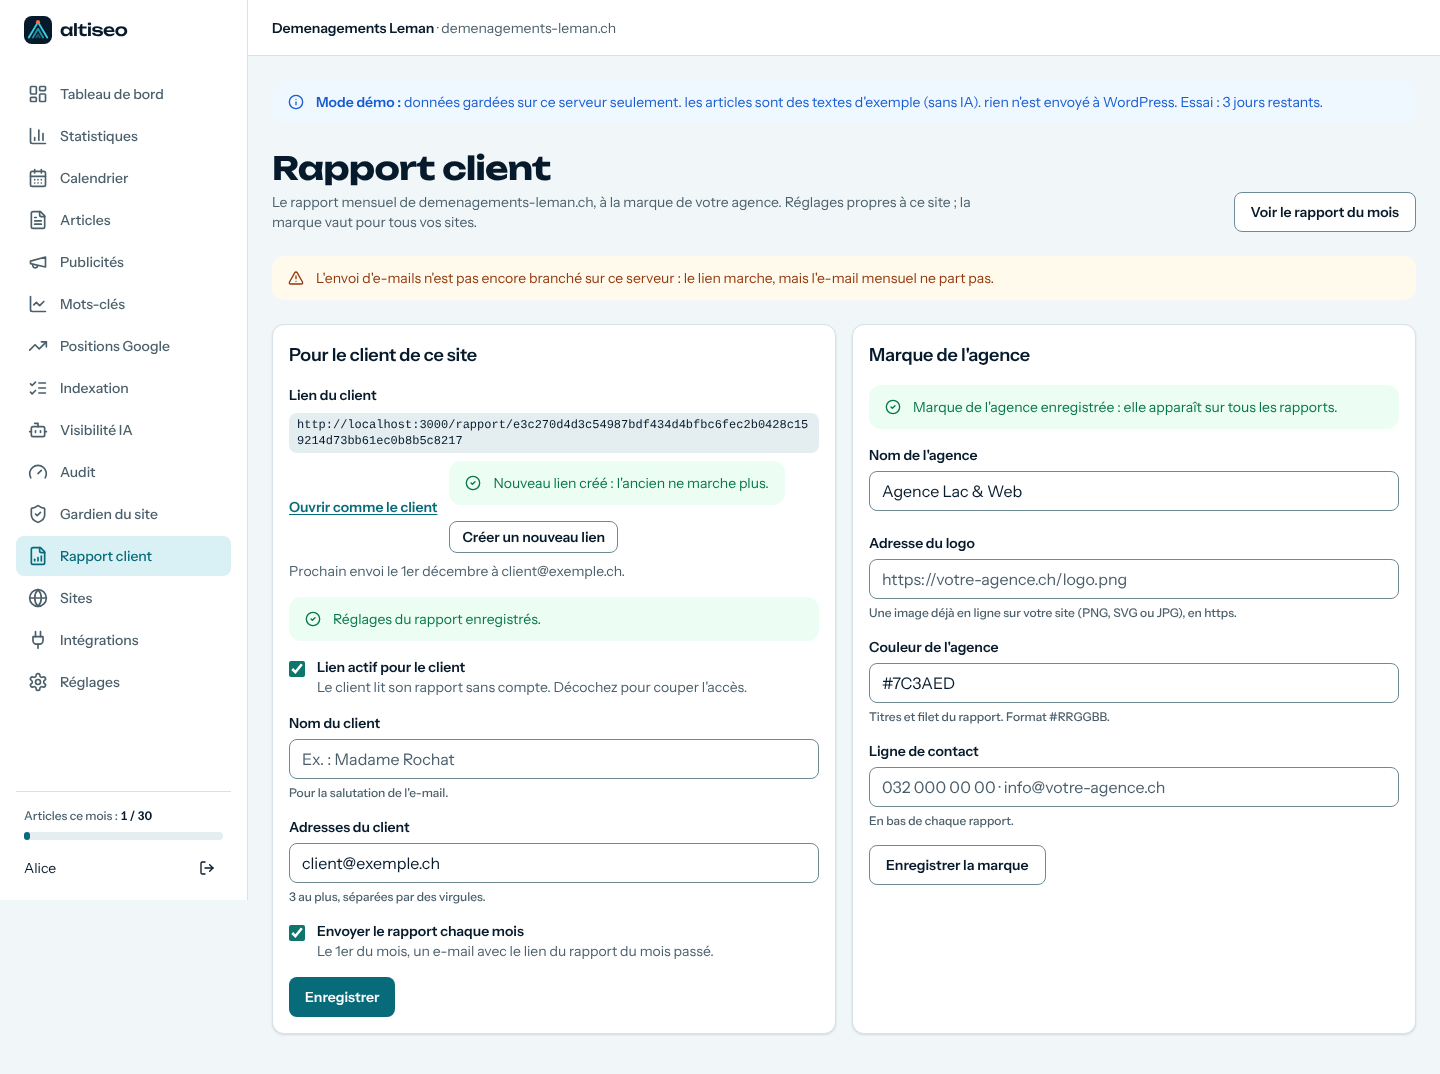 altiseo
Tableau de bord
Statistiques
Calendrier
Articles
Publicités
Mots-clés
Positions Google
Indexation
Visibilité IA
Audit
Gardien du site
Rapport client
Sites
Intégrations
Réglages
Articles ce mois : 1 / 30
Alice
Demenagements Leman · demenagements-leman.ch
Mode démo : données gardées sur ce serveur seulement. les articles sont des textes d'exemple (sans IA). rien n'est envoyé à WordPress. Essai : 3 jours restants.
Rapport client
Le rapport mensuel de demenagements-leman.ch, à la marque de votre agence. Réglages propres à ce site ; la
marque vaut pour tous vos sites.
Voir le rapport du mois
L'envoi d'e-mails n'est pas encore branché sur ce serveur : le lien marche, mais l'e-mail mensuel ne part pas.
Pour le client de ce site
Lien du client
http://localhost:3000/rapport/e3c270d4d3c54987bdf434d4bfbc6fec2b0428c15
9214d73bb61ec0b8b5c8217
Nouveau lien créé : l'ancien ne marche plus.
Ouvrir comme le client
Créer un nouveau lien
Prochain envoi le 1er décembre à client@exemple.ch.
Réglages du rapport enregistrés.
Lien actif pour le client
Le client lit son rapport sans compte. Décochez pour couper l'accès.
Nom du client
Ex. : Madame Rochat
Pour la salutation de l'e-mail.
Adresses du client
client@exemple.ch
3 au plus, séparées par des virgules.
Envoyer le rapport chaque mois
Le 1er du mois, un e-mail avec le lien du rapport du mois passé.
Enregistrer
Marque de l'agence
Marque de l'agence enregistrée : elle apparaît sur tous les rapports.
Nom de l'agence
Agence Lac & Web
Adresse du logo
https://votre-agence.ch/logo.png
Une image déjà en ligne sur votre site (PNG, SVG ou JPG), en https.
Couleur de l'agence
#7C3AED
Titres et filet du rapport. Format #RRGGBB.
Ligne de contact
032 000 00 00 · info@votre-agence.ch
En bas de chaque rapport.
Enregistrer la marque